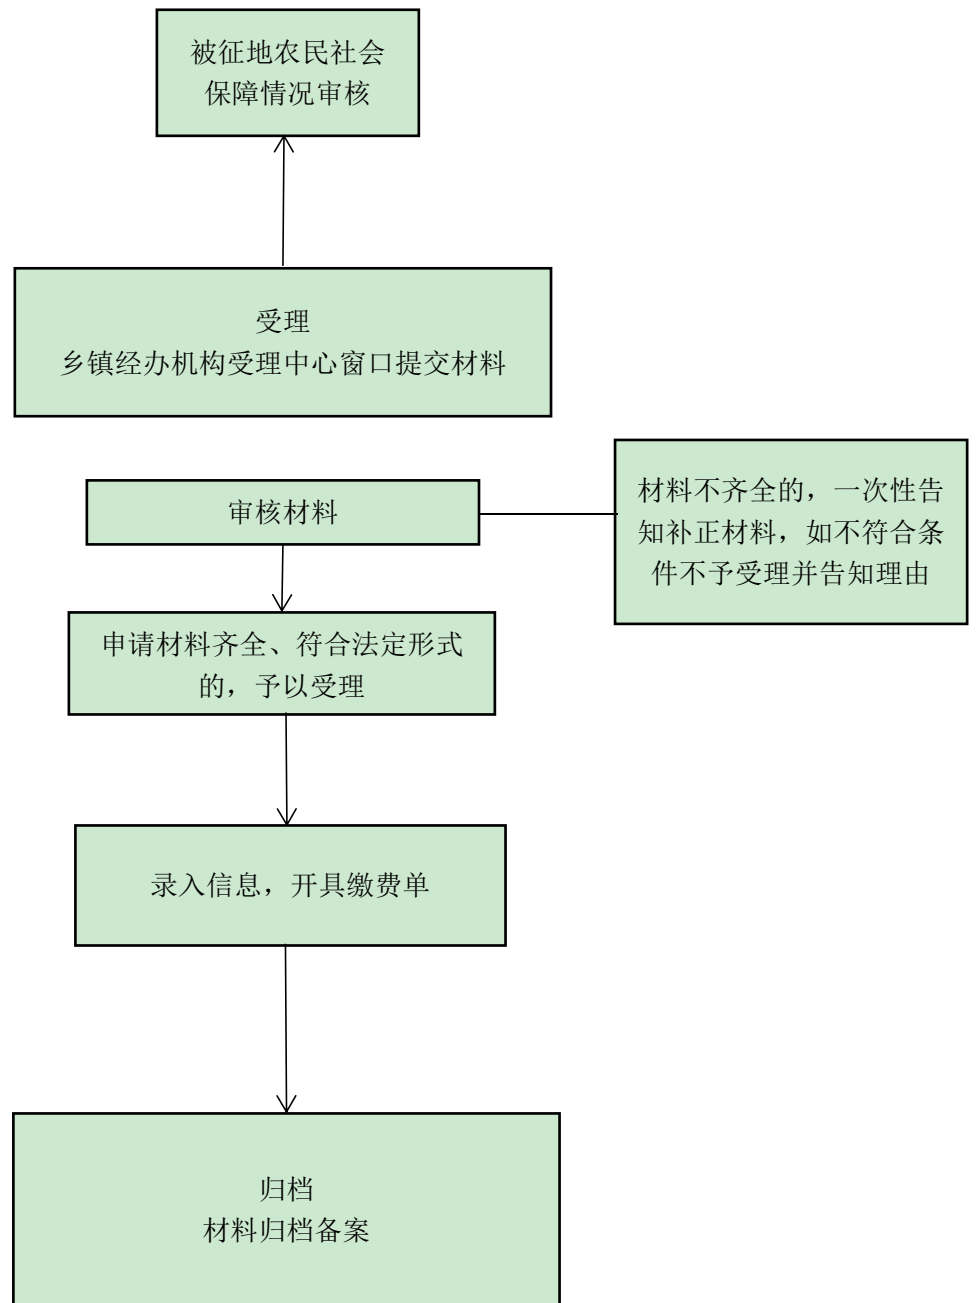 被征地农民社会
保障情况审核
受理
乡镇经办机构受理中心窗口提交材料
审核材料
材料不齐全的，一次性告
知补正材料，如不符合条
件不予受理并告知理由
申请材料齐全、符合法定形式
的，予以受理
录入信息，开具缴费单
归档
材料归档备案